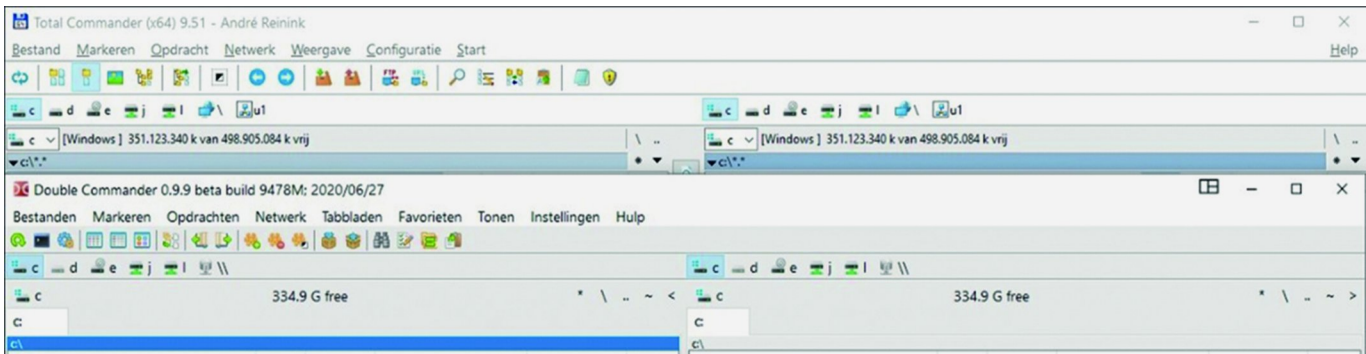 Total Commander (x64) 9.51 - André Reinink
Bestand Markeren Opdracht Netwerk Weergave Configuratie Start Help
c d e j l \ u1 c d e j l \ u1
c [Windows ] 351.123.340 k van 498.905.084 k vrij \ .. c [Windows ] 351.123.340 k van 498.905.084 k vrij \ ..
c:\*.* * c:\*.* *
Double Commander 0.9.9 beta build 9478M; 2020/06/27
Bestanden Markeren Opdrachten Netwerk Tabbladen Favorieten Tonen Instellingen Hulp
c d e j l \\ c d e j l \\
c 334.9 G free * \ .. ~ < c 334.9 G free * \ .. ~ >
C: C:
c:\ c:\